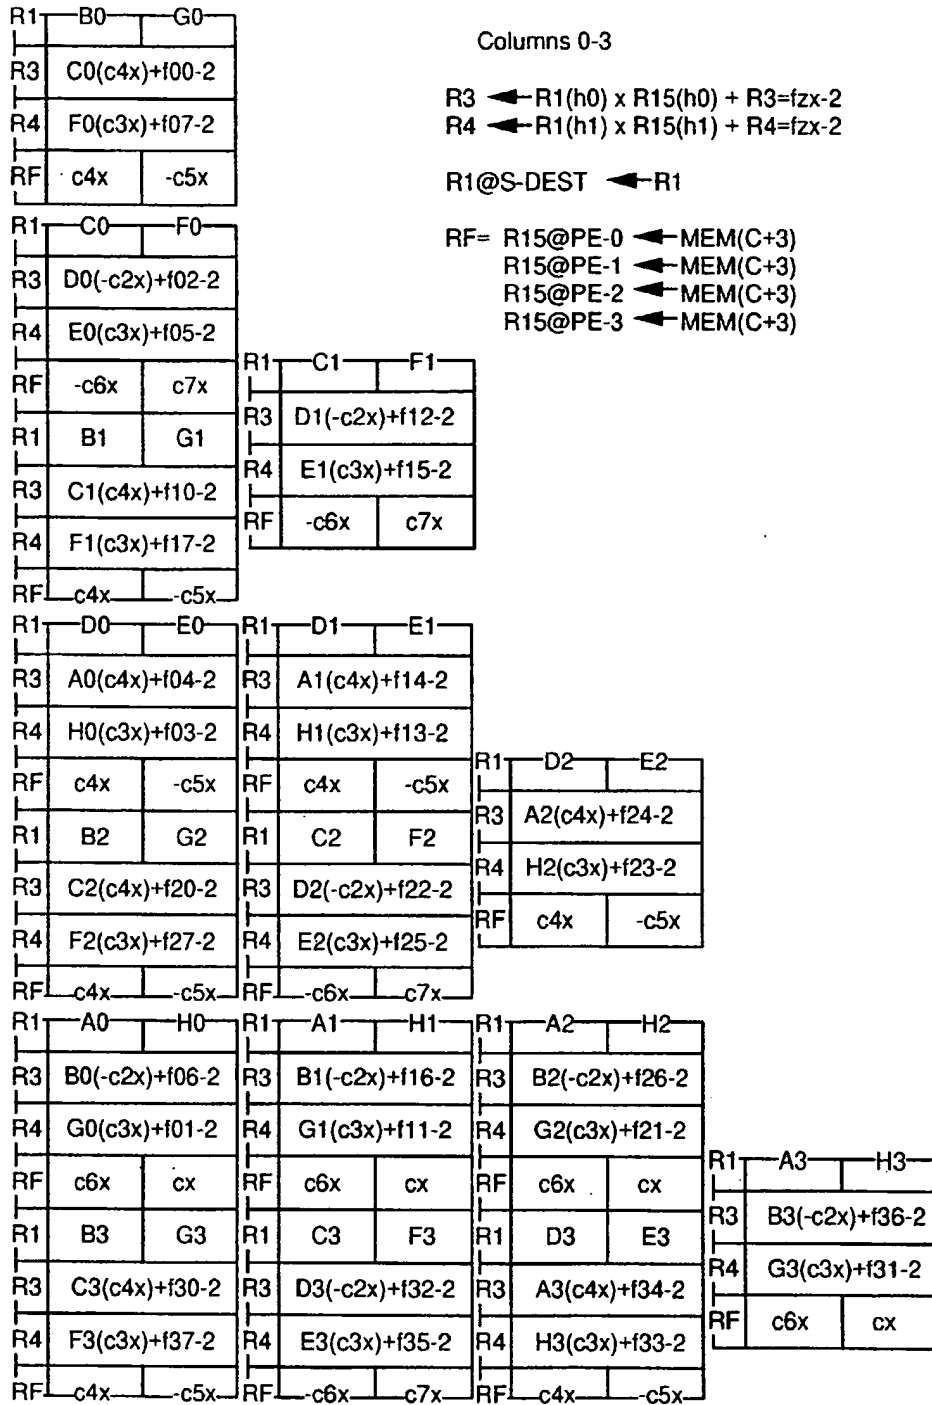 Columns 0-3
R3 ← R1(h0) x R15(h0) + R3=fzx-2
R4 ← R1(h1) x R15(h1) + R4=fzx-2
R1@S-DEST ← R1
RF= R15@PE-0 ← MEM(C+3)
R15@PE-1 ← MEM(C+3)
R15@PE-2 ← MEM(C+3)
R15@PE-3 ← MEM(C+3)
R1 B0 G0
R3 C0(c4x)+f00-2
R4 F0(c3x)+f07-2
RF c4x -c5x
R1 C0 F0
R3 D0(-c2x)+f02-2
R4 E0(c3x)+f05-2
RF -c6x c7x
R1 B1 G1
R3 C1(c4x)+f10-2
R4 F1(c3x)+f17-2
RF c4x -c5x
R1 C1 F1
R3 D1(-c2x)+f12-2
R4 E1(c3x)+f15-2
RF -c6x c7x
R1 D0 E0
R3 A0(c4x)+f04-2
R4 H0(c3x)+f03-2
RF c4x -c5x
R1 B2 G2
R3 C2(c4x)+f20-2
R4 F2(c3x)+f27-2
RF c4x -c5x
R1 D1 E1
R3 A1(c4x)+f14-2
R4 H1(c3x)+f13-2
RF c4x -c5x
R1 C2 F2
R3 D2(-c2x)+f22-2
R4 E2(c3x)+f25-2
RF -c6x c7x
R1 D2 E2
R3 A2(c4x)+f24-2
R4 H2(c3x)+f23-2
RF c4x -c5x
R1 A0 H0
R3 B0(-c2x)+f06-2
R4 G0(c3x)+f01-2
RF c6x cx
R1 B3 G3
R3 C3(c4x)+f30-2
R4 F3(c3x)+f37-2
RF c4x -c5x
R1 A1 H1
R3 B1(-c2x)+f16-2
R4 G1(c3x)+f11-2
RF c6x cx
R1 C3 F3
R3 D3(-c2x)+f32-2
R4 E3(c3x)+f35-2
RF -c6x c7x
R1 A2 H2
R3 B2(-c2x)+f26-2
R4 G2(c3x)+f21-2
RF c6x cx
R1 D3 E3
R3 A3(c4x)+f34-2
R4 H3(c3x)+f33-2
RF c4x -c5x
R1 A3 H3
R3 B3(-c2x)+f36-2
R4 G3(c3x)+f31-2
RF c6x cx